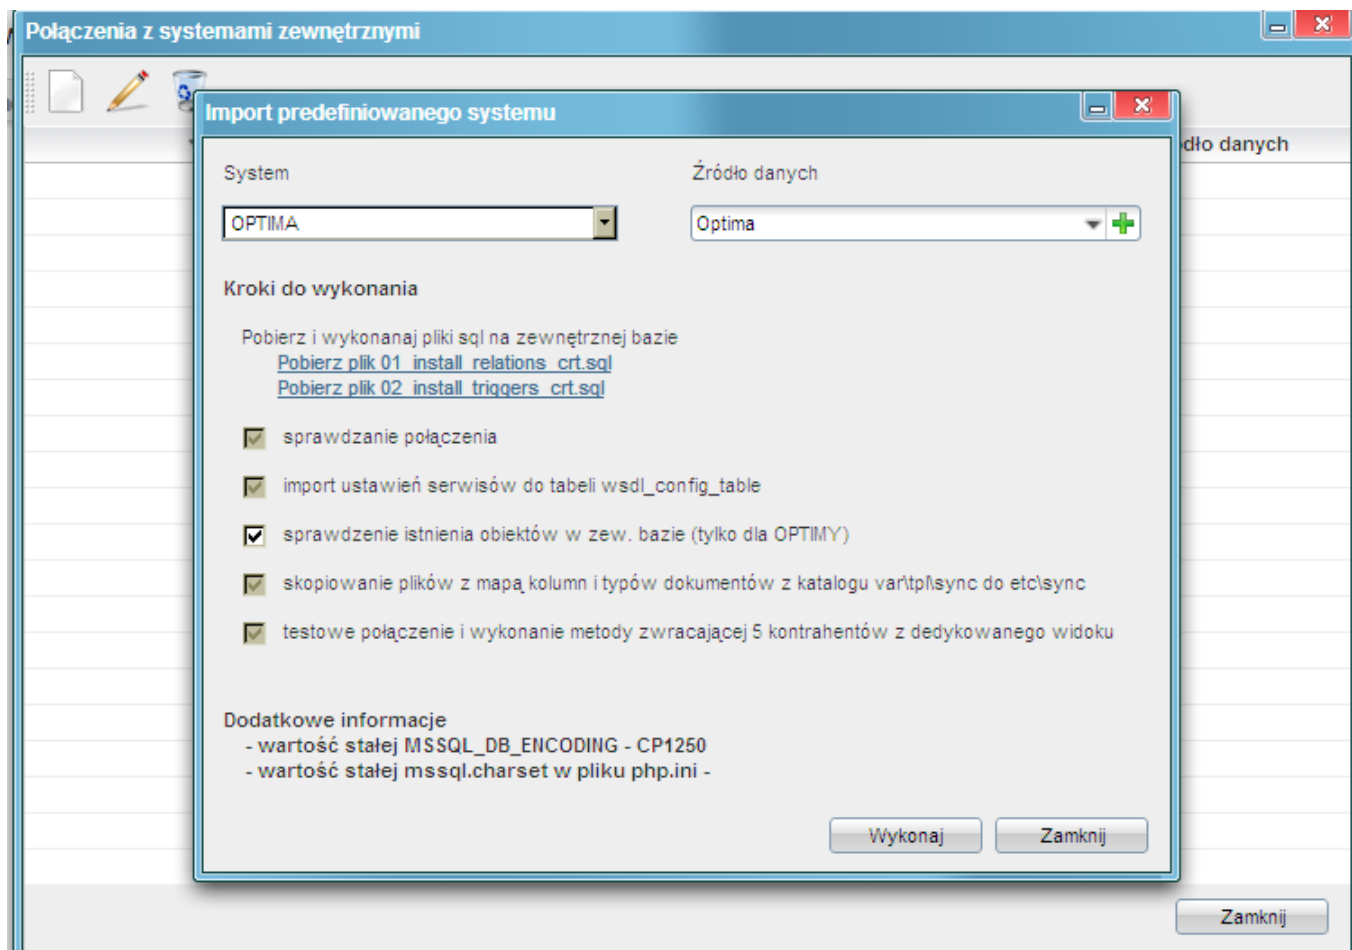 Połączenia z systemami zewnętrznymi
Import predefiniowanego systemu
dło danych
System
Źródło danych
OPTIMA
Optima
Kroki do wykonania
Pobierz i wykonanaj pliki sql na zewnętrznej bazie
Pobierz plik 01_install_relations_crt.sql
Pobierz plik 02_install_triggers_crt.sql
sprawdzanie połączenia
import ustawień serwisów do tabeli wsdl_config_table
sprawdzenie istnienia obiektów w zew. bazie (tylko dla OPTIMY)
skopiowanie plików z mapą kolumn i typów dokumentów z katalogu var\tpl\sync do etc\sync
testowe połączenie i wykonanie metody zwracającej 5 kontrahentów z dedykowanego widoku
Dodatkowe informacje
- wartość stałej MSSQL_DB_ENCODING - CP1250
- wartość stałej mssql.charset w pliku php.ini -
Wykonaj
Zamknij
Zamknij